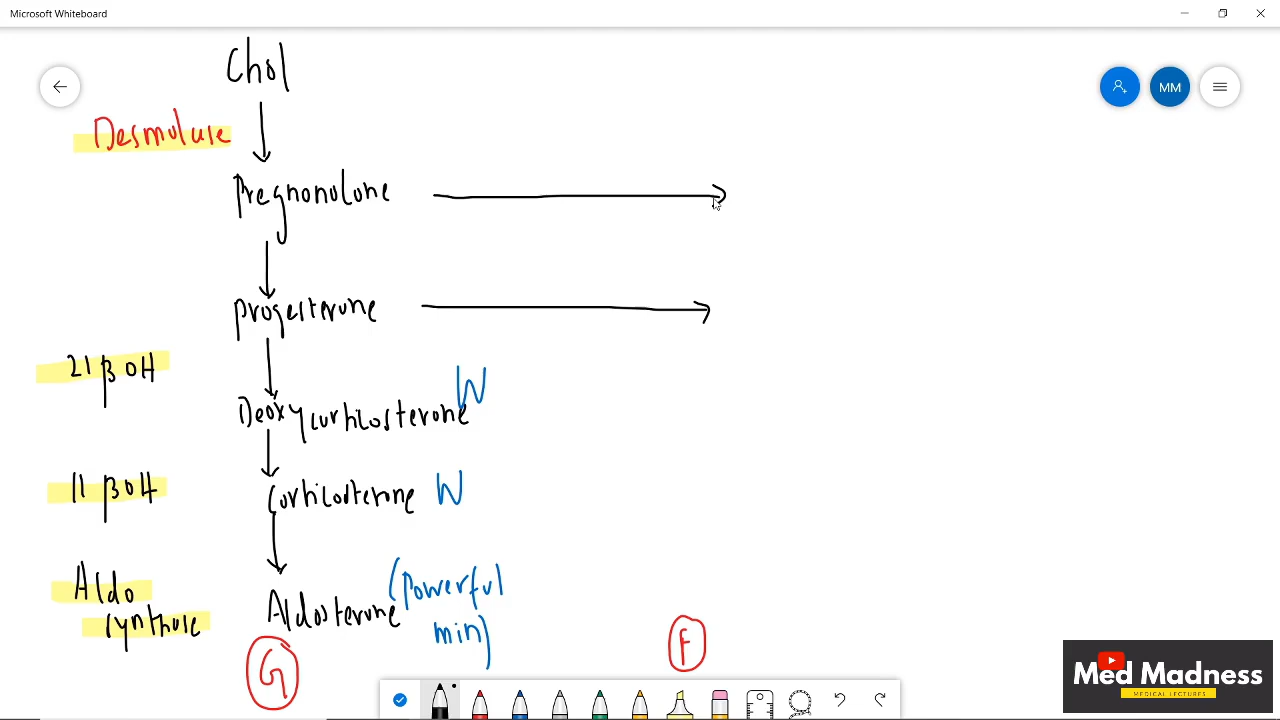 Microsoft Whiteboard
Chol
MM
Desmolase
Pregnonolone
Progesterone
21 β OH
W
Deoxycorticosterone
11 β OH
Corticosterone W
Aldo
synthase
Aldosterone
(Powerful
min)
G
F
Med Madness
MEDICAL LECTURES